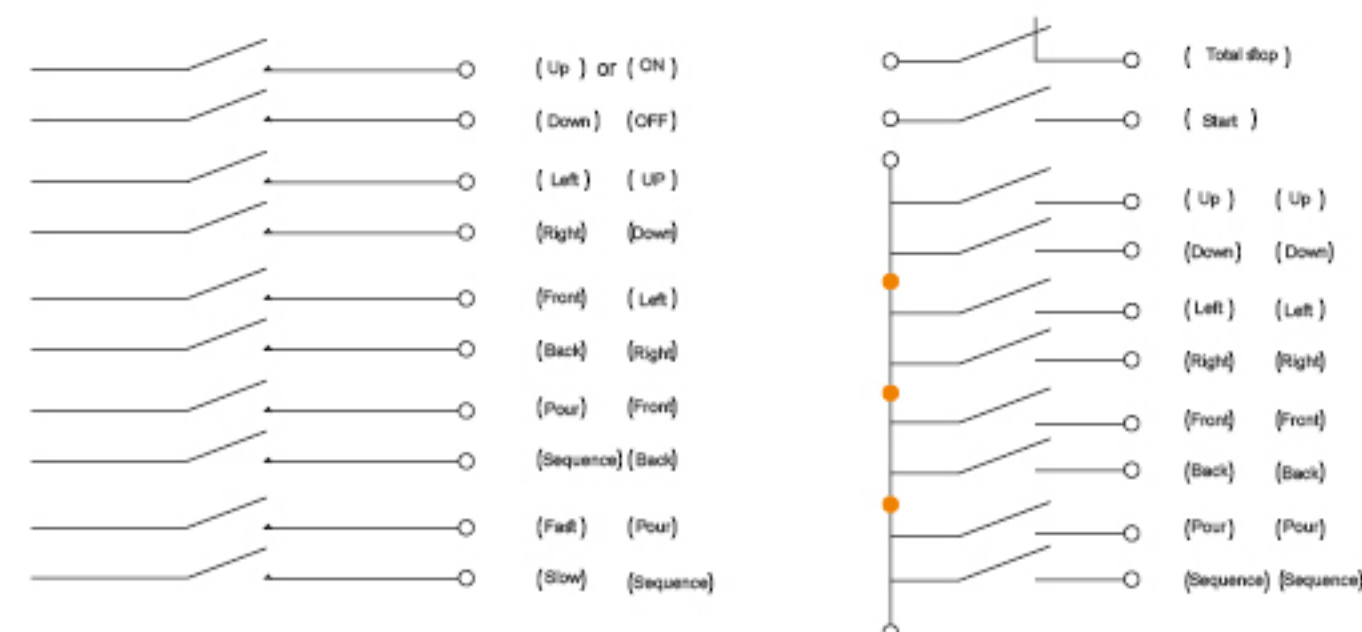 ( Up ) or ( ON )
( Down ) (OFF)
( Left ) ( UP )
(Right) (Down)
(Front) ( Left )
(Back) (Right)
(Pour) (Front)
(Sequence) ( Back)
(Fast ) (Pour)
(Slow) (Sequence)
( Total stop )
( Start )
( Up ) ( Up )
(Down) ( Down)
( Left ) (Left )
(Right) (Right)
(Front) (Front)
(Back) (Back)
(Pour) (Pour)
(Sequence) (Sequence)